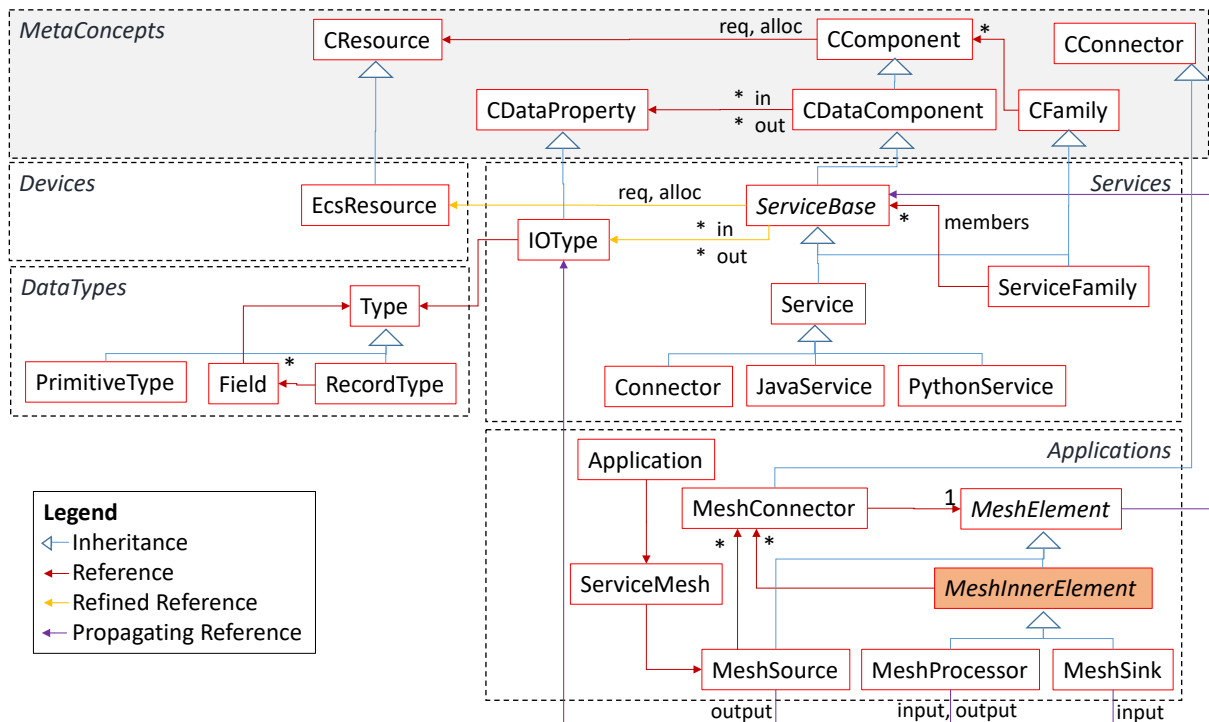 MetaConcepts
CResource
req, alloc
CComponent
*
CConnector
CDataProperty
* in
* out
CDataComponent
CFamily
Devices
EcsResource
req, alloc
Services
ServiceBase
*
members
IOType
* in
* out
ServiceFamily
DataTypes
Type
Service
*
PrimitiveType
Field
RecordType
Connector
JavaService
PythonService
Applications
Application
MeshConnector
1
MeshElement
*
*
ServiceMesh
MeshInnerElement
MeshSource
MeshProcessor
MeshSink
output
input, output
input
Legend
Inheritance
Reference
Refined Reference
Propagating Reference